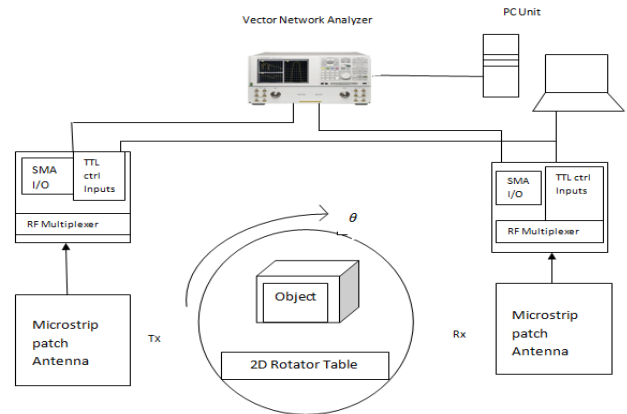 PC Unit
Vector Network Analyzer
SMA
I/O
TTL
ctrl
Inputs
RF Multiplexer
SMA
I/O
TTL ctrl
Inputs
RF Multiplexer
θ
Object
2D Rotator Table
Microstrip
patch
Antenna
Tx
Rx
Microstrip
patch
Antenna